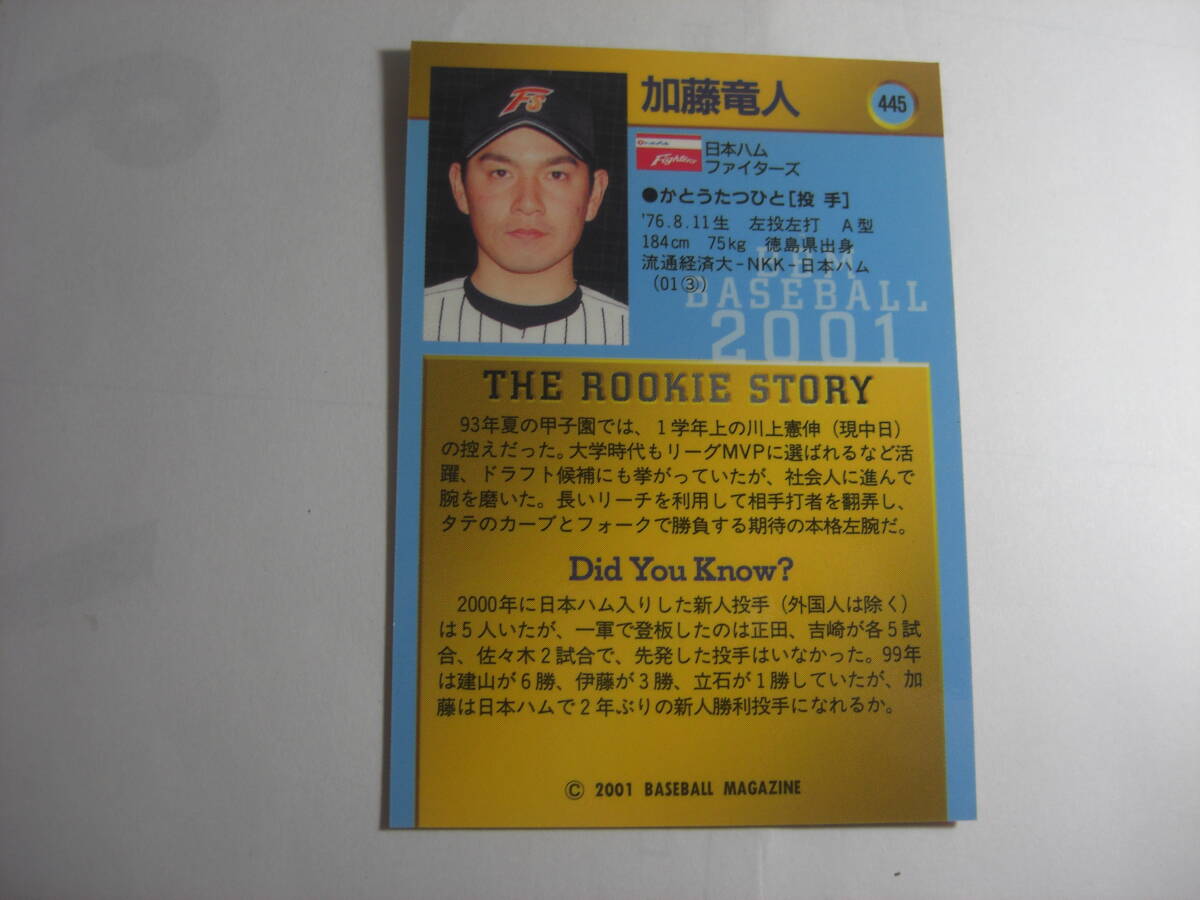 加藤竜人
445
Fs
Fighters
日本ハム
ファイターズ
●かとうたつひと[投 手]
'76.8.11生 左投左打 A型
184cm 75kg 徳島県出身
流通経済大-NKK-日本ハム
(01③)
BBM
BASEBALL
2001
THE ROOKIE STORY
93年夏の甲子園では、1学年上の川上憲伸(現中日)
の控えだった。大学時代もリーグMVPに選ばれるなど活
躍、ドラフト候補にも挙がっていたが、社会人に進んで
腕を磨いた。長いリーチを利用して相手打者を翻弄し、
タテのカーブとフォークで勝負する期待の本格左腕だ。
Did You Know?
2000年に日本ハム入りした新人投手(外国人は除く)
は5人いたが、一軍で登板したのは正田、吉崎が各5試
合、佐々木2試合で、先発した投手はいなかった。99年
は建山が6勝、伊藤が3勝、立石が1勝していたが、加
藤は日本ハムで2年ぶりの新人勝利投手になれるか。
© 2001 BASEBALL MAGAZINE